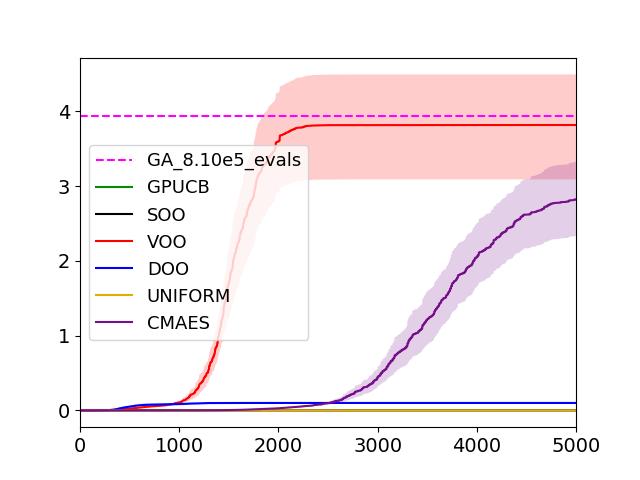 4
3
2
1
0
GA_8.10e5_evals
GPUCB
SOO
VOO
DOO
UNIFORM
CMAES
0 1000 2000 3000 4000 5000